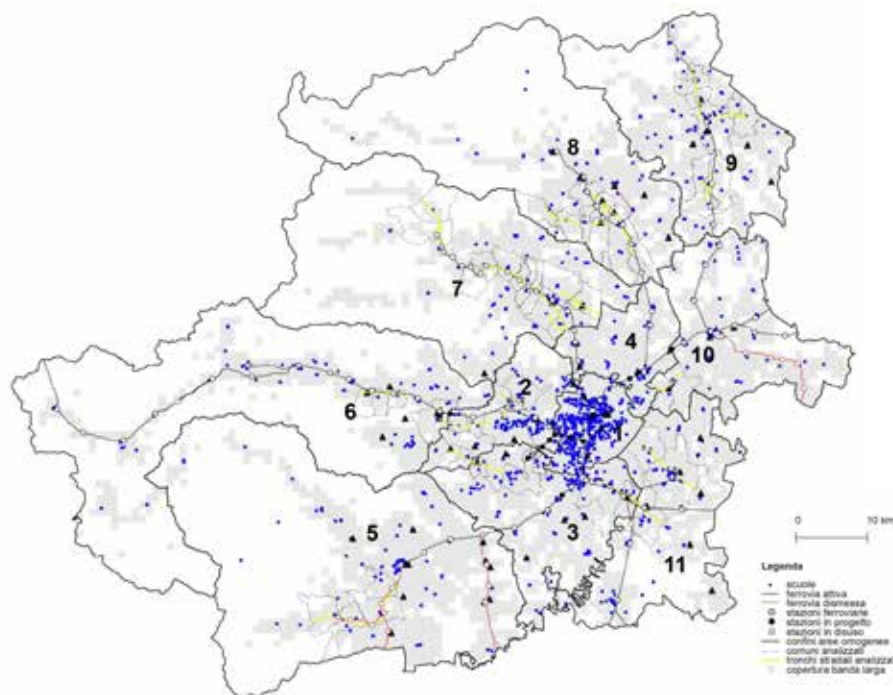 8
9
7
4
10
2
6
1
5
3
11
0 10 km
Legenda
scuole
ferrovia attiva
ferrovia dismessa
stazioni ferroviarie
stazioni in progetto
stazioni in disuso
confini aree omogenee
comuni analizzati
tronchi stradali analizzati
copertura banda larga